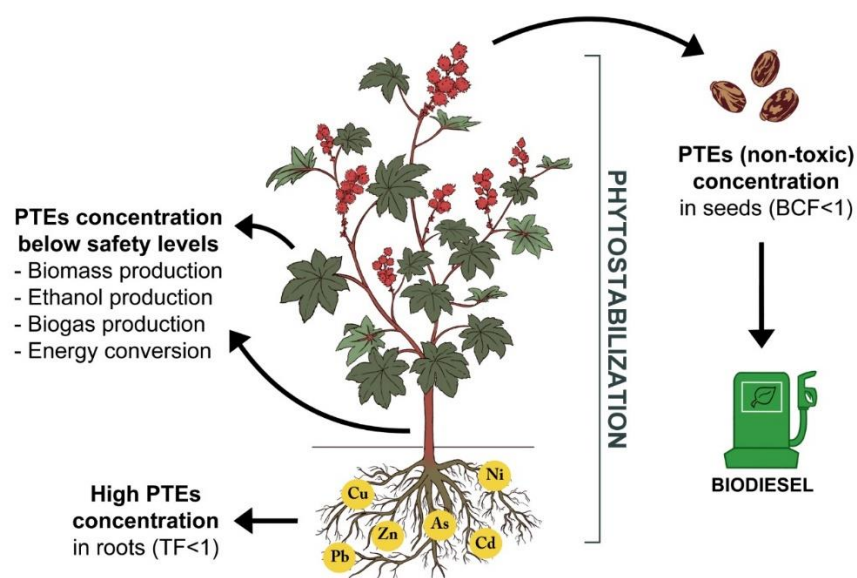 PTEs concentration
below safety levels
- Biomass production
- Ethanol production
- Biogas production
- Energy conversion
High PTEs
concentration
in roots (TF<1)
Cu
Zn
Pb
As
Cd
Ni
PHYTOSTABILIZATION
PTEs (non-toxic)
concentration
in seeds (BCF<1)
BIODIESEL